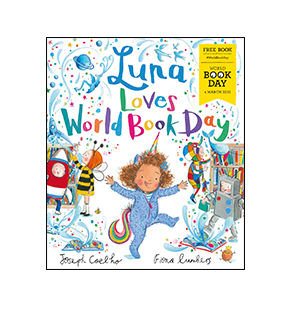 Luna
Loves
World Book Day
FREE BOOK
WORLD
BOOK
DAY
Joseph Coelho
Fiona Lumbers